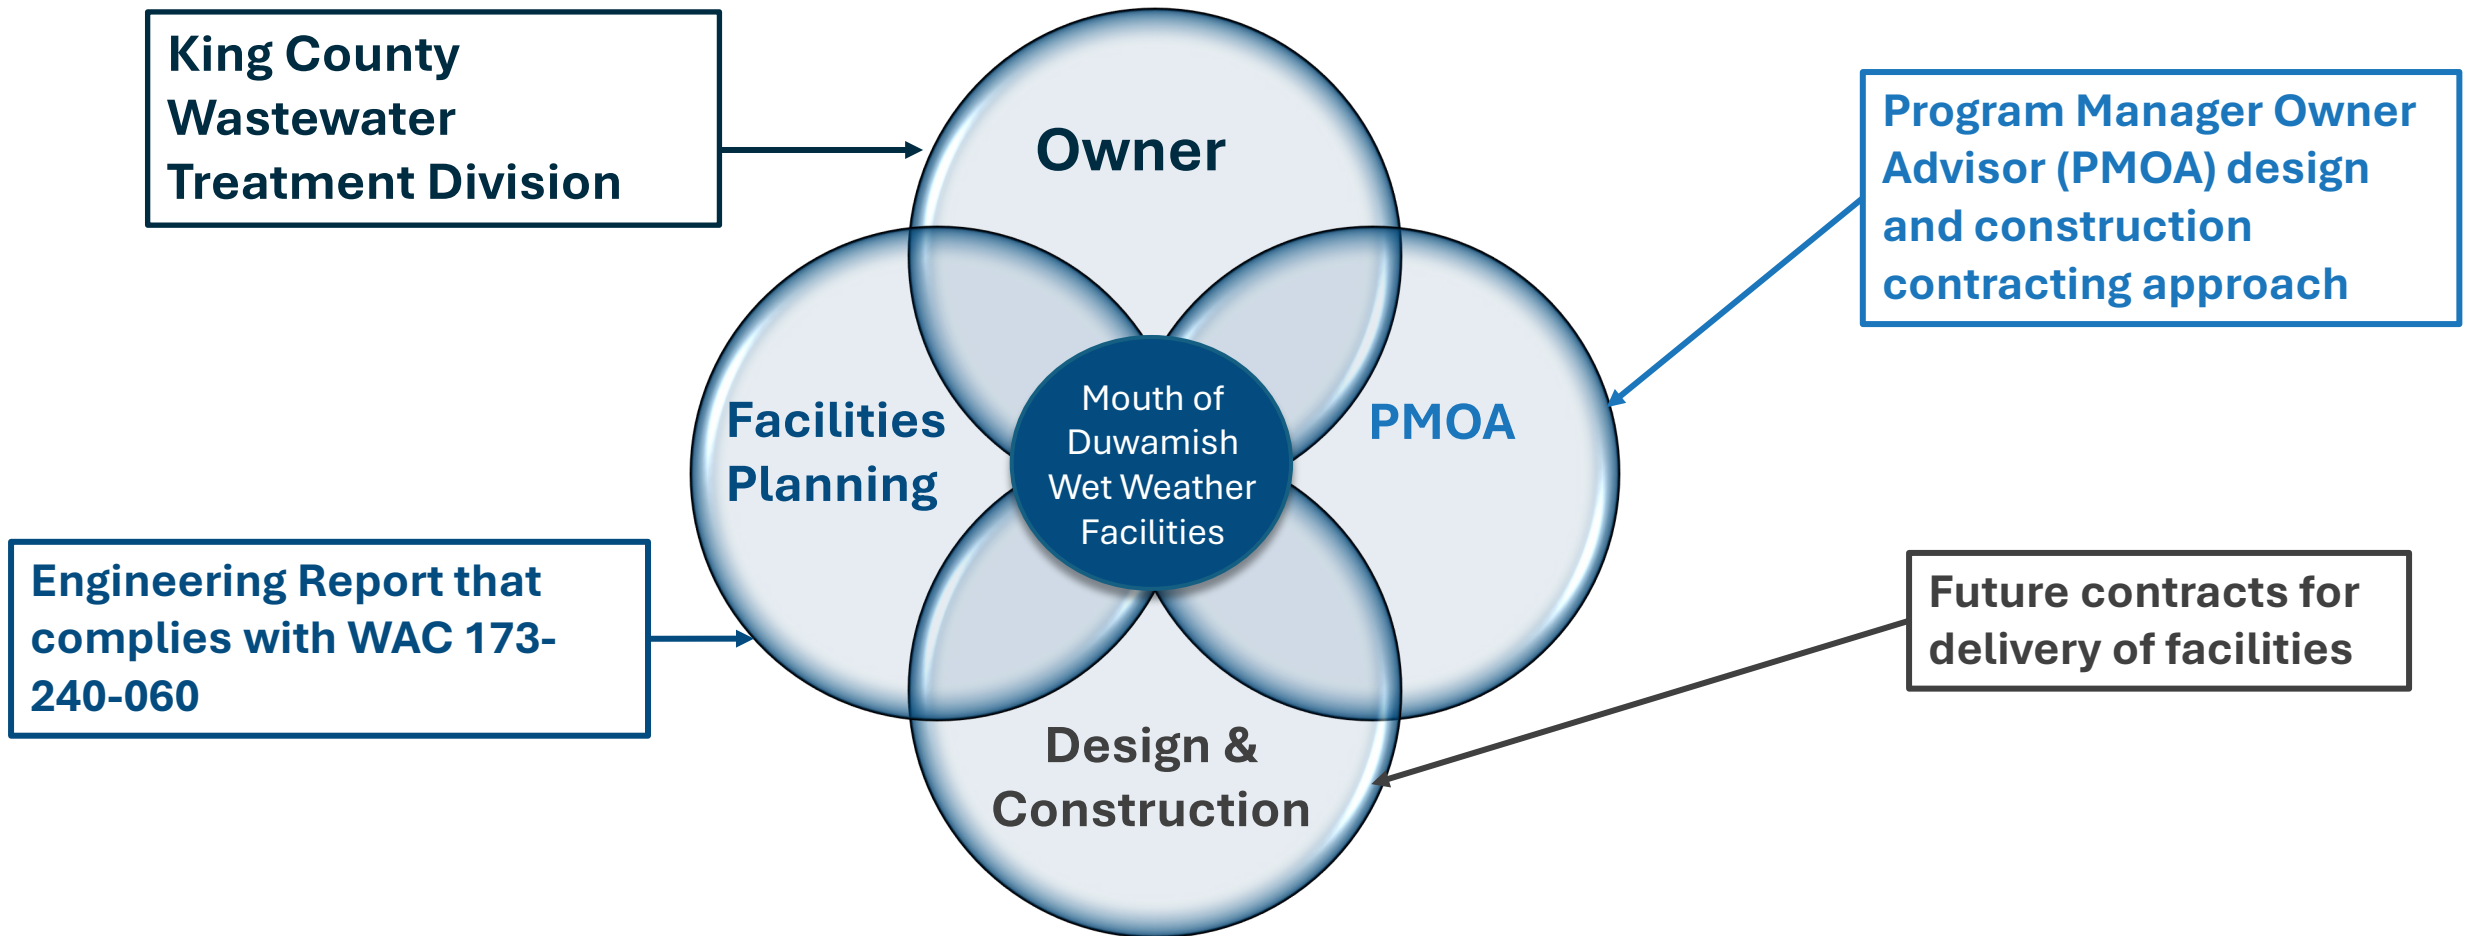 King County
Wastewater
Treatment Division
Owner
Program Manager Owner
Advisor (PMOA) design
and construction
contracting approach
Facilities
Planning
Mouth of
Duwamish
Wet Weather
Facilities
PMOA
Engineering Report that
complies with WAC 173-
240-060
Future contracts for
delivery of facilities
Design &
Construction